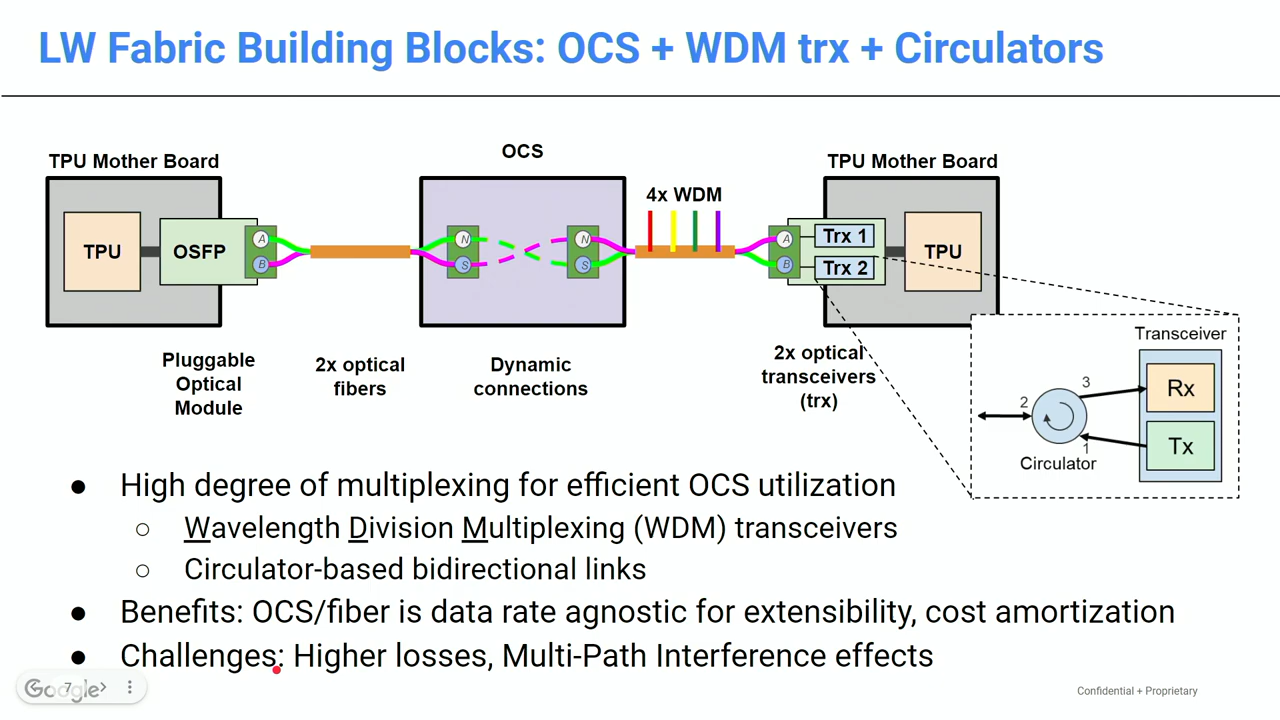 LW Fabric Building Blocks: OCS + WDM trx + Circulators
TPU Mother Board
OCS
TPU Mother Board
4x WDM
TPU
OSFP
A
B
N
S
N
S
A
B
Trx 1
Trx 2
TPU
Pluggable
Optical
Module
2x optical
fibers
Dynamic
connections
2x optical
transceivers
(trx)
Transceiver
3
Rx
2
1
Tx
Circulator
● High degree of multiplexing for efficient OCS utilization
○ Wavelength Division Multiplexing (WDM) transceivers
○ Circulator-based bidirectional links
● Benefits: OCS/fiber is data rate agnostic for extensibility, cost amortization
● Challenges: Higher losses, Multi-Path Interference effects
Google
7
Confidential + Proprietary